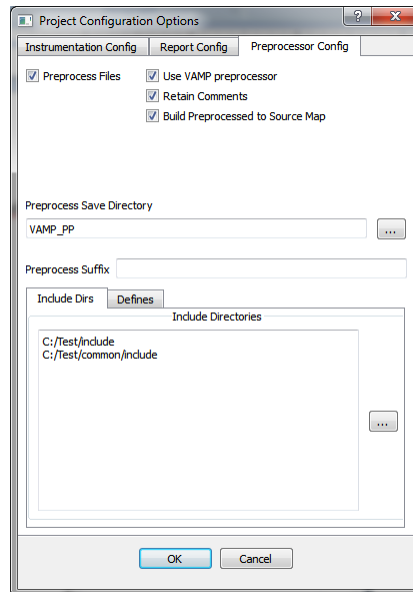 Project Configuration Options
?
X
Instrumentation Config
Report Config
Preprocessor Config
Preprocess Files
Use VAMP preprocessor
Retain Comments
Build Preprocessed to Source Map
Preprocess Save Directory
VAMP_PP
...
Preprocess Suffix
Include Dirs
Defines
Include Directories
C:/Test/include
C:/Test/common/include
...
OK
Cancel